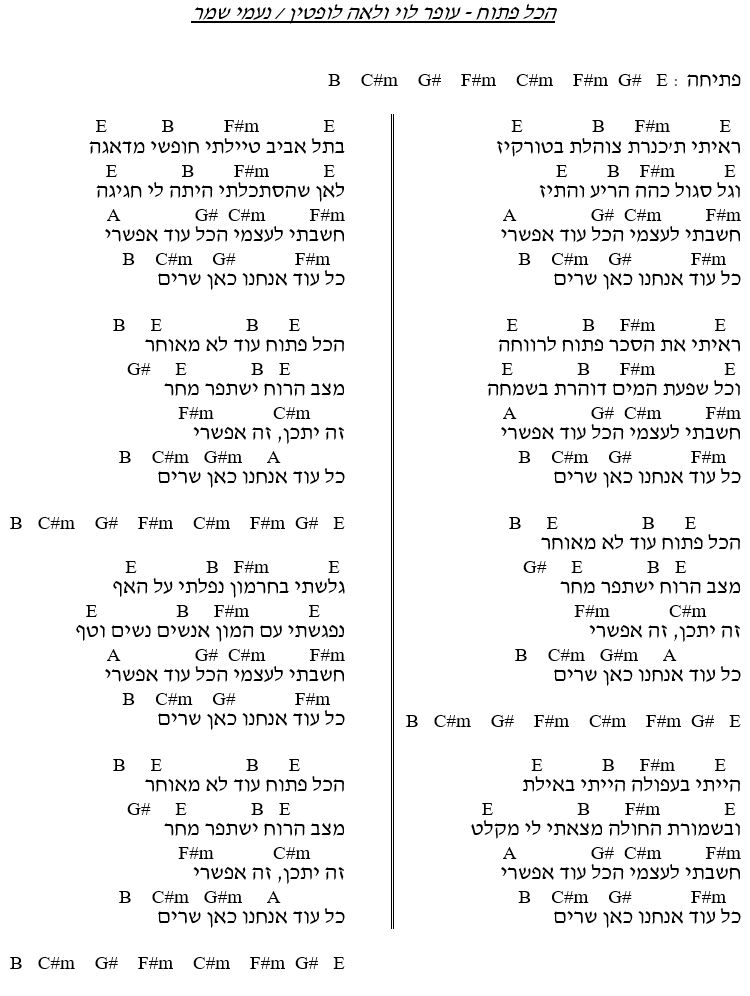 הכל פתוח - עופר לוי ולאה לופטין / נעמי שמר
פתיחה : E G# F#m C#m F#m G# C#m B
E F#m B E
ראיתי ת'כנרת צוהלת בטורקיז
E F#m B E
וגל סגול כהה הריע והתיז
F#m C#m G# A
חשבתי לעצמי הכל עוד אפשרי
F#m G# C#m B
כל עוד אנחנו כאן שרים
E F#m B E
ראיתי את הסכר פתוח לרווחה
E F#m B E
וכל שפעת המים דוהרת בשמחה
F#m C#m G# A
חשבתי לעצמי הכל עוד אפשרי
F#m G# C#m B
כל עוד אנחנו כאן שרים
E B E B
הכל פתוח עוד לא מאוחר
E B E G#
מצב הרוח ישתפר מחר
C#m F#m
זה יתכן, זה אפשרי
A G#m C#m B
כל עוד אנחנו כאן שרים
E G# F#m C#m F#m G# C#m B
E F#m B E
הייתי בעפולה הייתי באילת
E F#m B E
ובשמורת החולה מצאתי לי מקלט
F#m C#m G# A
חשבתי לעצמי הכל עוד אפשרי
F#m G# C#m B
כל עוד אנחנו כאן שרים
E F#m B E
בתל אביב טיילתי חופשי מדאגה
E F#m B E
לאן שהסתכלתי היתה לי חגיגה
F#m C#m G# A
חשבתי לעצמי הכל עוד אפשרי
F#m G# C#m B
כל עוד אנחנו כאן שרים
E B E B
הכל פתוח עוד לא מאוחר
E B E G#
מצב הרוח ישתפר מחר
C#m F#m
זה יתכן, זה אפשרי
A G#m C#m B
כל עוד אנחנו כאן שרים
E G# F#m C#m F#m G# C#m B
E F#m B E
גלשתי בחרמון נפלתי על האף
E F#m B E
נפגשתי עם המון אנשים נשים וטף
F#m C#m G# A
חשבתי לעצמי הכל עוד אפשרי
F#m G# C#m B
כל עוד אנחנו כאן שרים
E B E B
הכל פתוח עוד לא מאוחר
E B E G#
מצב הרוח ישתפר מחר
C#m F#m
זה יתכן, זה אפשרי
A G#m C#m B
כל עוד אנחנו כאן שרים
E G# F#m C#m F#m G# C#m B